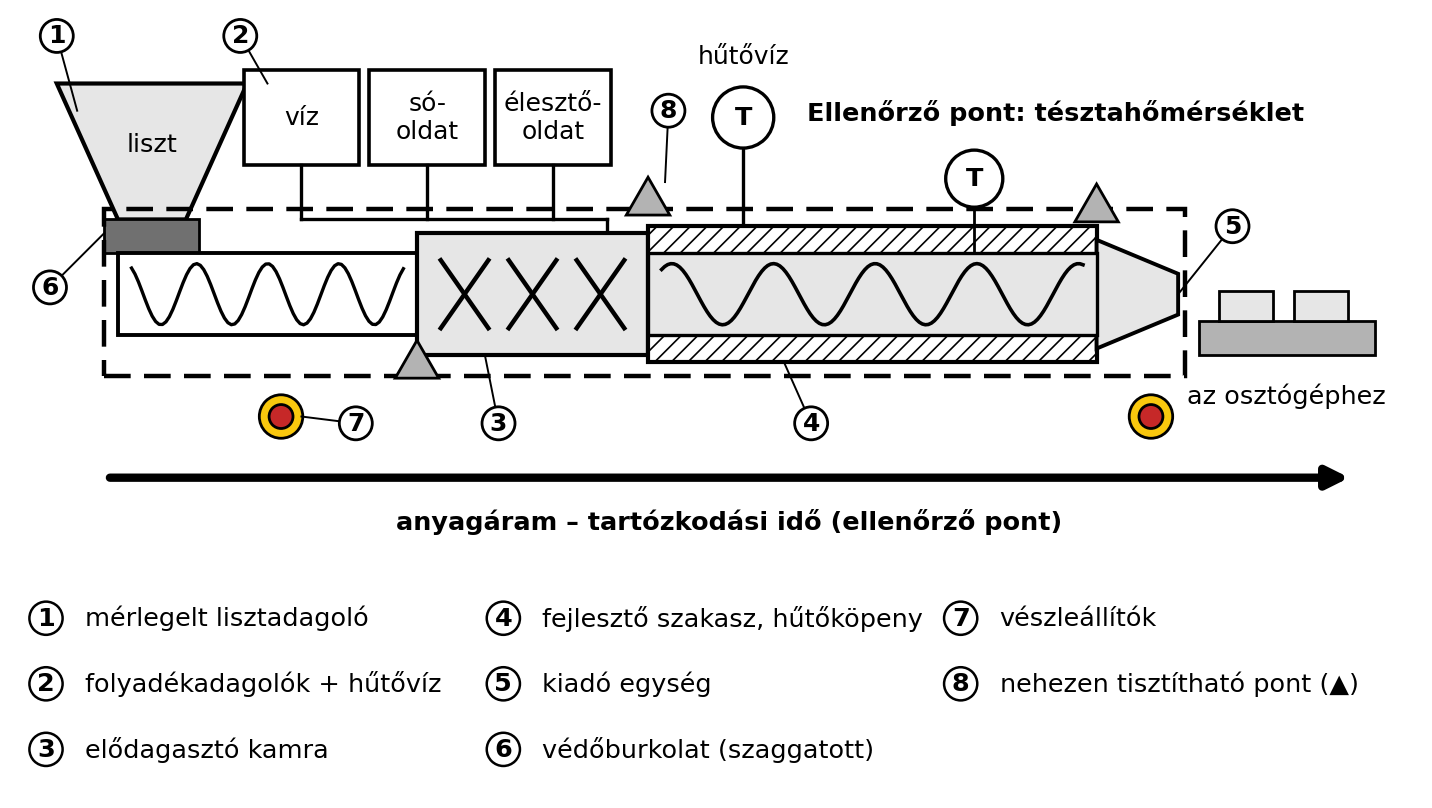 1
2
hűtővíz
8
T
Ellenőrző pont: tésztahőmérséklet
liszt
víz
só-
oldat
élesztő-
oldat
T
5
6
7
3
4
az osztógéphez
anyagáram – tartózkodási idő (ellenőrző pont)
1 mérlegelt lisztadagoló
2 folyadékadagolók + hűtővíz
3 elődagasztó kamra
4 fejlesztő szakasz, hűtőköpeny
5 kiadó egység
6 védőburkolat (szaggatott)
7 vészleállítók
8 nehezen tisztítható pont (▲)